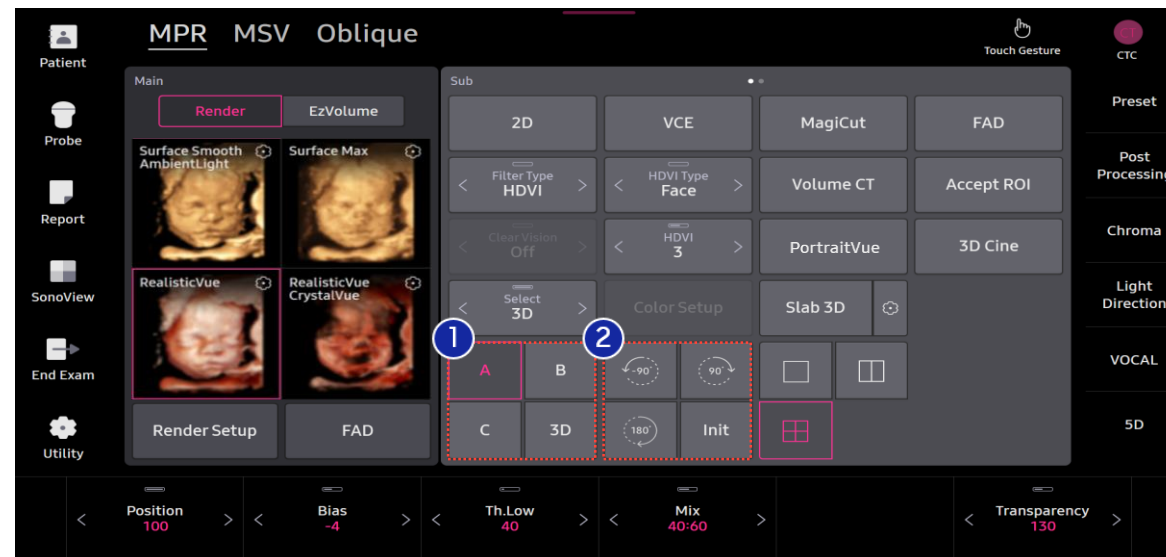 MPR MSV Oblique
Touch Gesture
CT
CTC
Patient
Probe
Report
SonoView
End Exam
Utility
Main
Render EzVolume
Surface Smooth
AmbientLight
Surface Max
RealisticVue
RealisticVue
CrystalVue
Render Setup FAD
Sub
2D VCE MagiCut FAD
< Filter Type
HDVI >
< HDVI Type
Face >
Volume CT Accept ROI
< Clear Vision
Off >
< HDVI
3 >
PortraitVue 3D Cine
< Select
3D >
Color Setup Slab 3D
1 2
A B -90° 90°
C 3D 180° Init
Preset
Post
Processing
Chroma
Light
Direction
VOCAL
5D
< Position
100 >
< Bias
-4 >
< Th.Low
40 >
< Mix
40:60 >
< Transparency
130 >